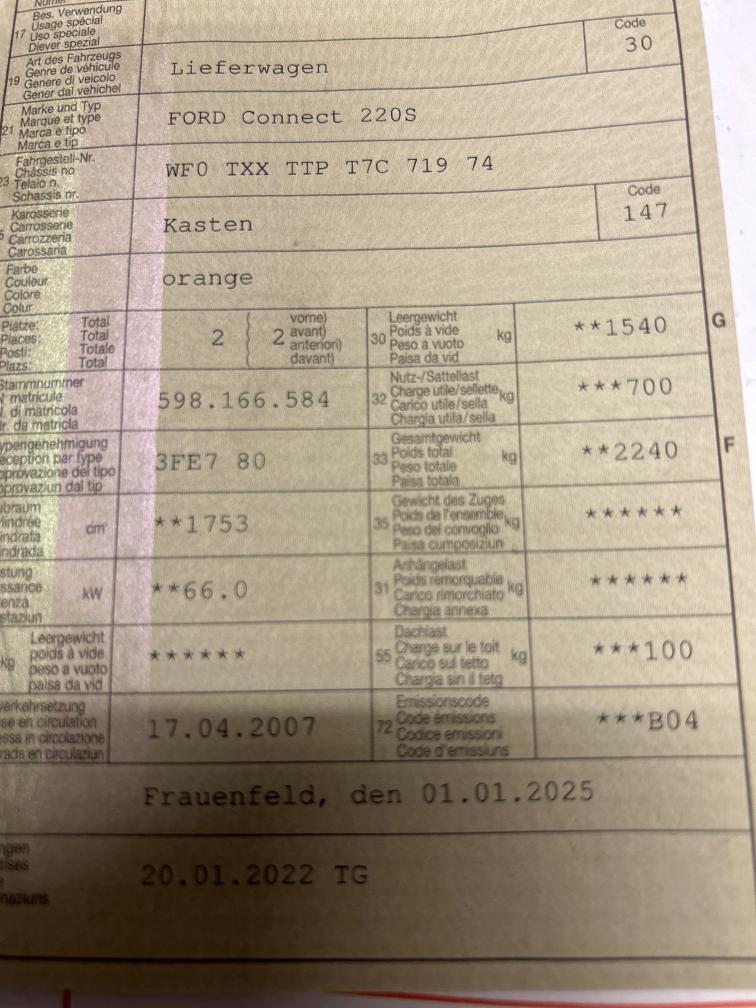 Bes. Verwendung
Usage spécial
17 Uso speciale
Diever spezial
Art des Fahrzeugs
Genre de véhicule
19 Genere di veicolo
Gener dal vehichel
Lieferwagen
Code
30
Marke und Typ
Marque et type
21 Marca e tipo
Marca e tip
FORD Connect 220S
Fahrgestell-Nr.
Châssis no
23 Telaio n.
Schassis nr.
WF0 TXX TTP T7C 719 74
Karosserie
Carrosserie
Carrozzeria
Carossaria
Kasten
Code
147
Farbe
Couleur
Colore
Colur
orange
Plätze: Total
Places: Total
Posti: Totale
Plazs: Total
2
2
vorne)
avant)
anteriori)
davant)
Leergewicht
30 Poids à vide kg
Peso a vuoto
Paisa da vid
**1540
G
Stammnummer
matricule
di matricola
da matricla
598.166.584
Nutz-/Sattellast
32 Charge utile/sellette kg
Carico utile/sella
Chargia utila/sella
***700
ypengenehmigung
éception par type
pprovazione del tipo
pprovaziun dal tip
3FE7 80
Gesamtgewicht
33 Poids total kg
Peso totale
Paisa totala
**2240
F
ubraum
ylindrée
indrata
indrada
cm³
**1753
Gewicht des Zuges
35 Poids de l'ensemble kg
Peso del convoglio
Paisa cumposiziun
******
stung
ssance
enza
staziun
kW
**66.0
Anhängelast
31 Poids remorquable kg
Carico rimorchiato
Chargia annexa
******
Leergewicht
poids à vide
kg peso a vuoto
paisa da vid
******
Dachlast
55 Charge sur le toit kg
Carico sul tetto
Chargia sin il tetg
***100
verkehrsetzung
se en circulation
ssa in circolazione
rada en circulaziun
17.04.2007
Emissionscode
72 Code émissions
Codice emissioni
Code d'emissiuns
***B04
Frauenfeld, den 01.01.2025
ngen
tises
naziuns
20.01.2022 TG